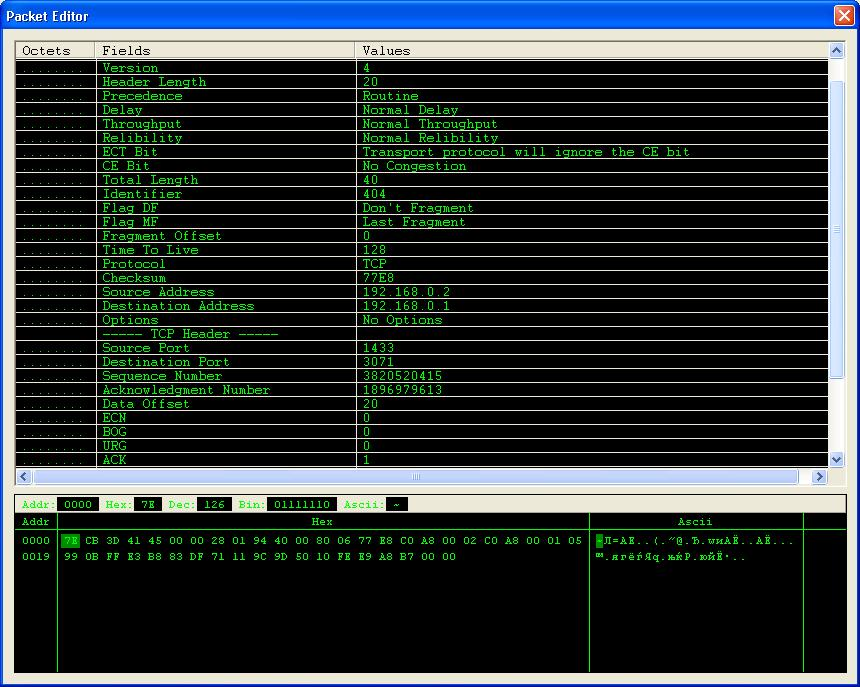 Packet Editor
Octets Fields Values
........ Version 4
........ Header Length 20
........ Precedence Routine
........ Delay Normal Delay
........ Throughput Normal Throughput
........ Relibility Normal Relibility
........ ECT Bit Transport protocol will ignore the CE bit
........ CE Bit No Congestion
........ Total Length 40
........ Identifier 404
........ Flag DF Don't Fragment
........ Flag MF Last Fragment
........ Fragment Offset 0
........ Time To Live 128
........ Protocol TCP
........ Checksum 77E8
........ Source Address 192.168.0.2
........ Destination Address 192.168.0.1
........ Options No Options
........ ----- TCP Header -----
........ Source Port 1433
........ Destination Port 3071
........ Sequence Number 3820520415
........ Acknowledgment Number 1896979613
........ Data Offset 20
........ ECN 0
........ BOG 0
........ URG 0
........ ACK 1
Addr: 0000 Hex: 7E Dec: 126 Bin: 01111110 Ascii: ~
Addr Hex Ascii
0000 7E CB 3D 41 45 00 00 28 01 94 40 00 80 06 77 E8 C0 A8 00 02 C0 A8 00 01 05 ~Л=AE..(.”@.Ђ.wиАЁ..АЁ...
0019 99 0B FF E3 B8 83 DF 71 11 9C 9D 50 10 FE E9 A8 B7 00 00 ™.ягёѓЯq.њќP.юйЁ·..